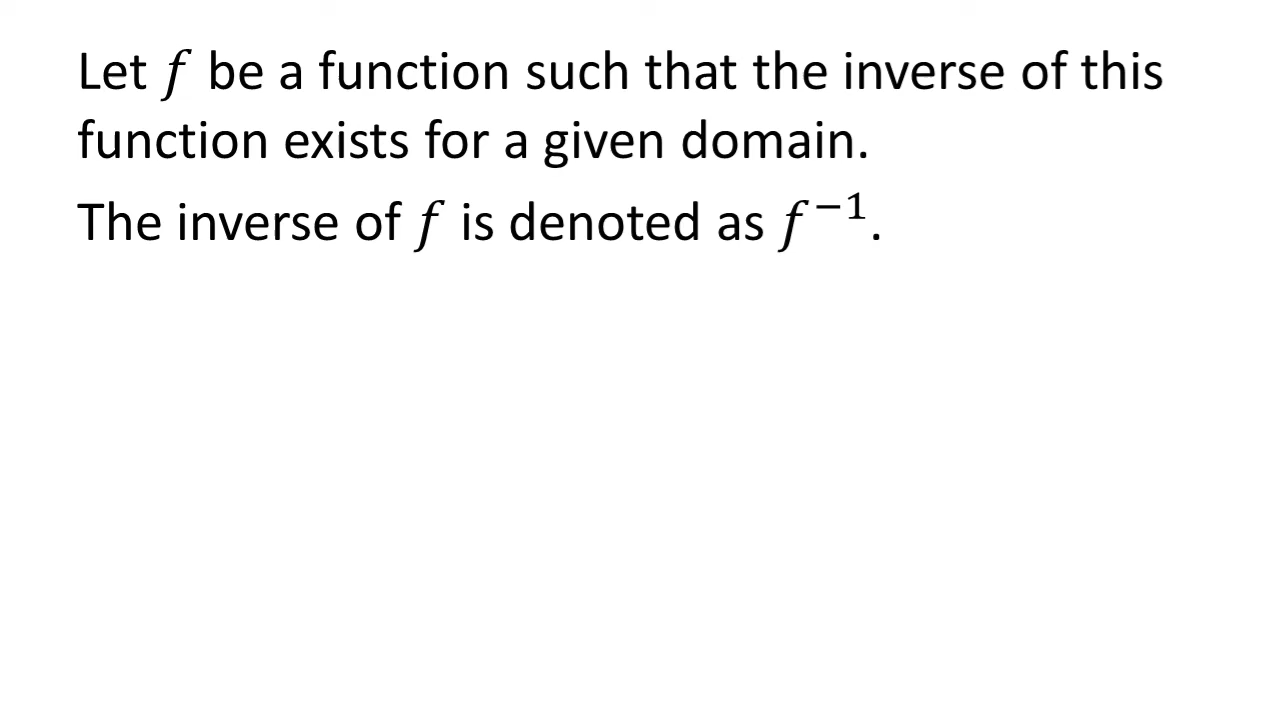 Let 𝑓 be a function such that the inverse of this
function exists for a given domain.
The inverse of 𝑓 is denoted as 𝑓⁻¹.